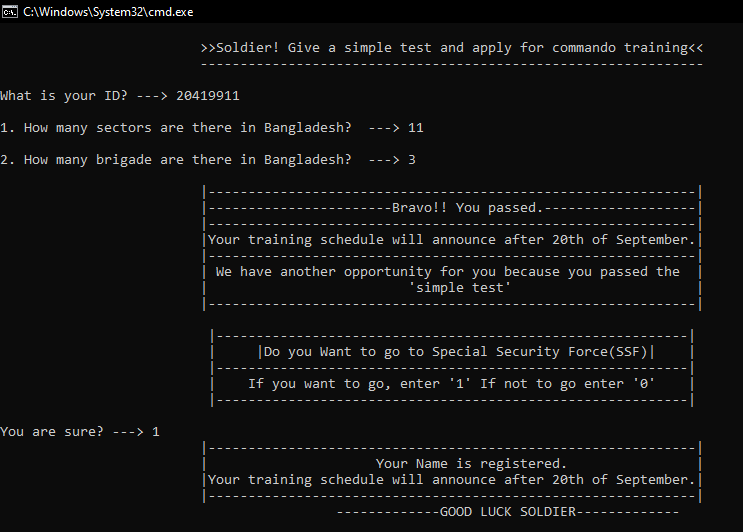 C:\Windows\System32\cmd.exe
>>Soldier! Give a simple test and apply for commando training<<
--------------------------------------------------------------
What is your ID? ---> 20419911
1. How many sectors are there in Bangladesh?  ---> 11
2. How many brigade are there in Bangladesh?  ---> 3
|------------------------------------------------------------|
|-----------------------Bravo!! You passed.-------------------|
|------------------------------------------------------------|
|Your training schedule will announce after 20th of September.|
|------------------------------------------------------------|
| We have another opportunity for you because you passed the  |
|                         'simple test'                       |
|------------------------------------------------------------|
|----------------------------------------------------------|
|     |Do you Want to go to Special Security Force(SSF)|    |
|----------------------------------------------------------|
|    If you want to go, enter '1' If not to go enter '0'    |
|----------------------------------------------------------|
You are sure? ---> 1
|------------------------------------------------------------|
|                     Your Name is registered.                |
|Your training schedule will announce after 20th of September.|
|------------------------------------------------------------|
-------------GOOD LUCK SOLDIER-------------